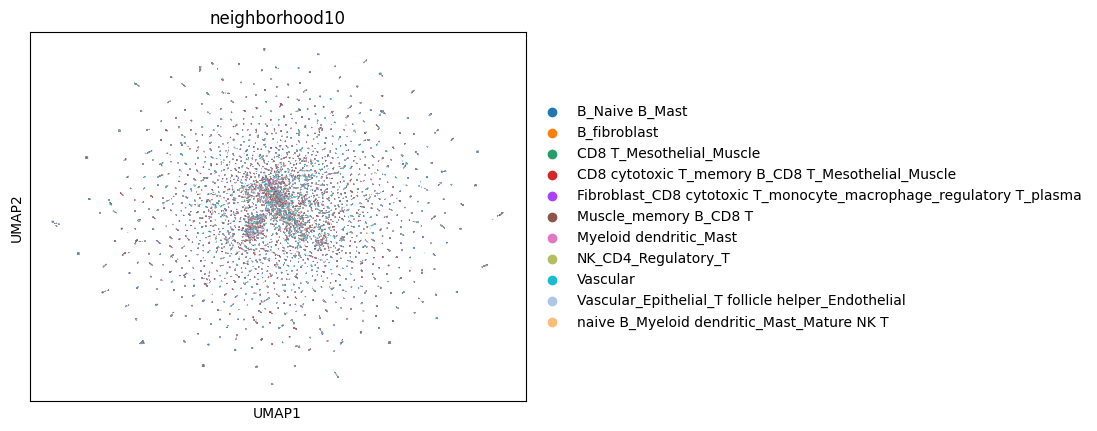 neighborhood10
UMAP2
UMAP1
B_Naive B_Mast
B_fibroblast
CD8 T_Mesothelial_Muscle
CD8 cytotoxic T_memory B_CD8 T_Mesothelial_Muscle
Fibroblast_CD8 cytotoxic T_monocyte_macrophage_regulatory T_plasma
Muscle_memory B_CD8 T
Myeloid dendritic_Mast
NK_CD4_Regulatory_T
Vascular
Vascular_Epithelial_T follicle helper_Endothelial
naive B_Myeloid dendritic_Mast_Mature NK T